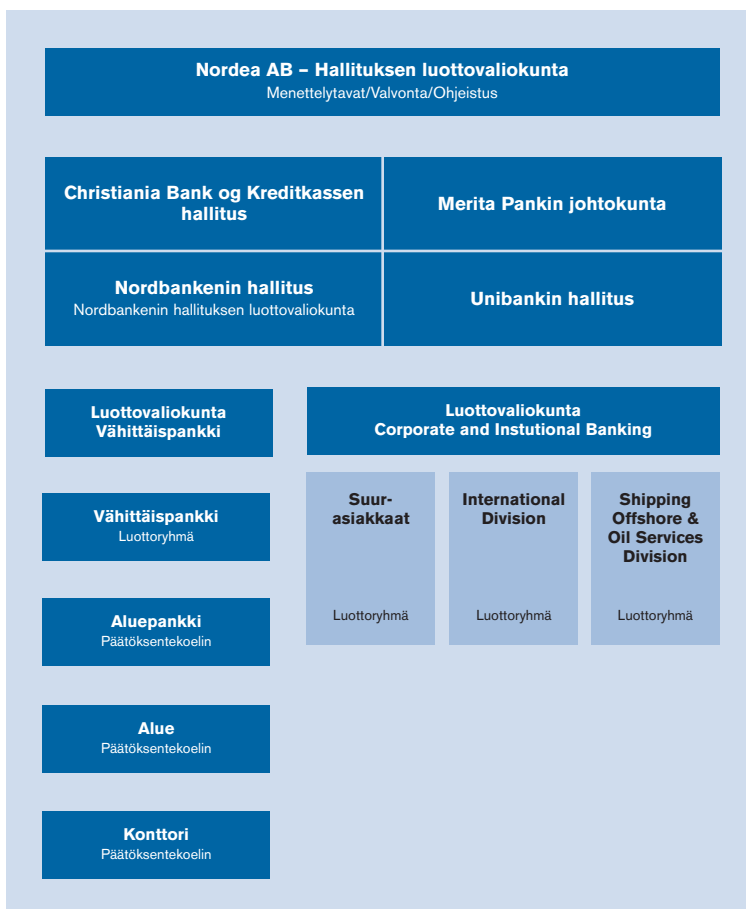 Nordea AB – Hallituksen luottovaliokunta
Menettelytavat/Valvonta/Ohjeistus
Christiania Bank og Kreditkassen
hallitus
Merita Pankin johtokunta
Nordbankenin hallitus
Nordbankenin hallituksen luottovaliokunta
Unibankin hallitus
Luottovaliokunta
Vähittäispankki
Luottovaliokunta
Corporate and Instutional Banking
Vähittäispankki
Luottoryhmä
Aluepankki
Päätöksentekoelin
Alue
Päätöksentekoelin
Konttori
Päätöksentekoelin
Suur-
asiakkaat
Luottoryhmä
International
Division
Luottoryhmä
Shipping
Offshore &
Oil Services
Division
Luottoryhmä